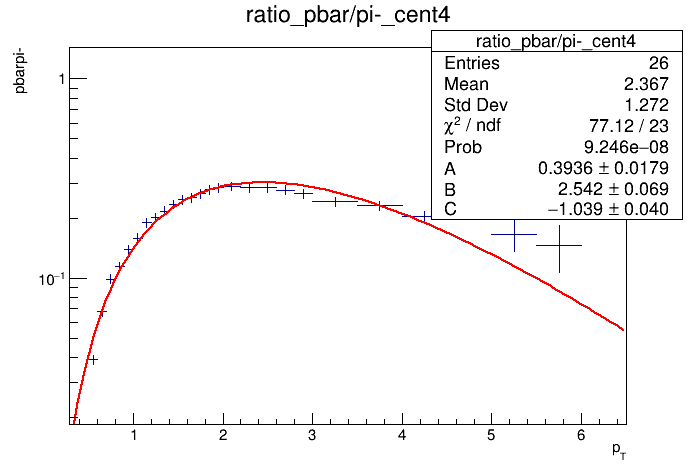 ratio_pbar/pi-_cent4
ratio_pbar/pi-_cent4
Entries 26
Mean 2.367
Std Dev 1.272
χ² / ndf 77.12 / 23
Prob 9.246e−08
A 0.3936 ± 0.0179
B 2.542 ± 0.069
C −1.039 ± 0.040
pbarpi-
1
10⁻¹
1 2 3 4 5 6
p_T